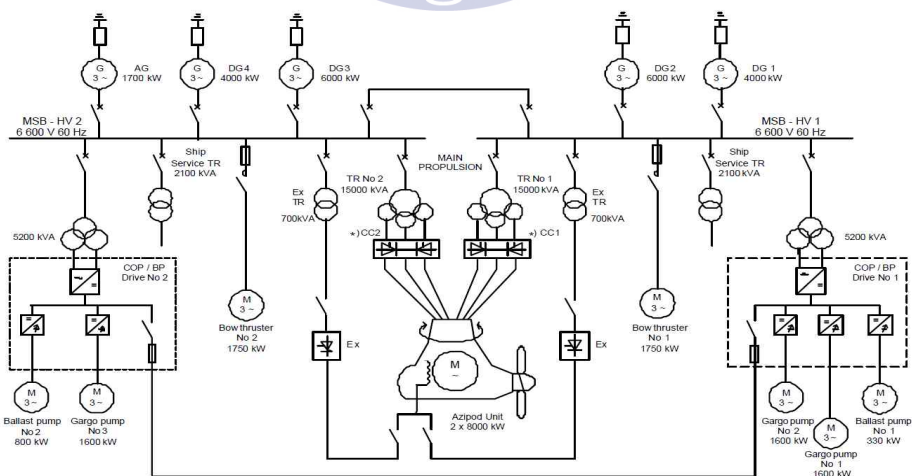 G
3 ~
AG
1700 kW
G
3 ~
DG4
4000 kW
G
3 ~
DG3
6000 kW
G
3 ~
DG2
6000 kW
G
3 ~
DG 1
4000 kW
MSB - HV 2
6 600 V 60 Hz
MSB - HV 1
6 600 V 60 Hz
Ship
Service TR
2100 kVA
MAIN
PROPULSION
Ship
Service TR
2100 kVA
TR No 2
15000 kVA
TR No 1
15000 kVA
Ex
TR
700kVA
Ex
TR
700kVA
*) CC2
*) CC1
5200 kVA
5200 kVA
COP / BP
Drive No 2
COP / BP
Drive No 1
M
3 ~
Bow thruster
No 2
1750 kW
M
3 ~
Bow thruster
No 1
1750 kW
Ex
Ex
M
~
Azipod Unit
2 x 8000 kW
M
3 ~
Ballast pump
No 2
800 kW
M
3 ~
Gargo pump
No 3
1600 kW
M
3 ~
Gargo pump
No 2
1600 kW
M
3 ~
Gargo pump
No 1
1600 kW
M
3 ~
Ballast pump
No 1
330 kW